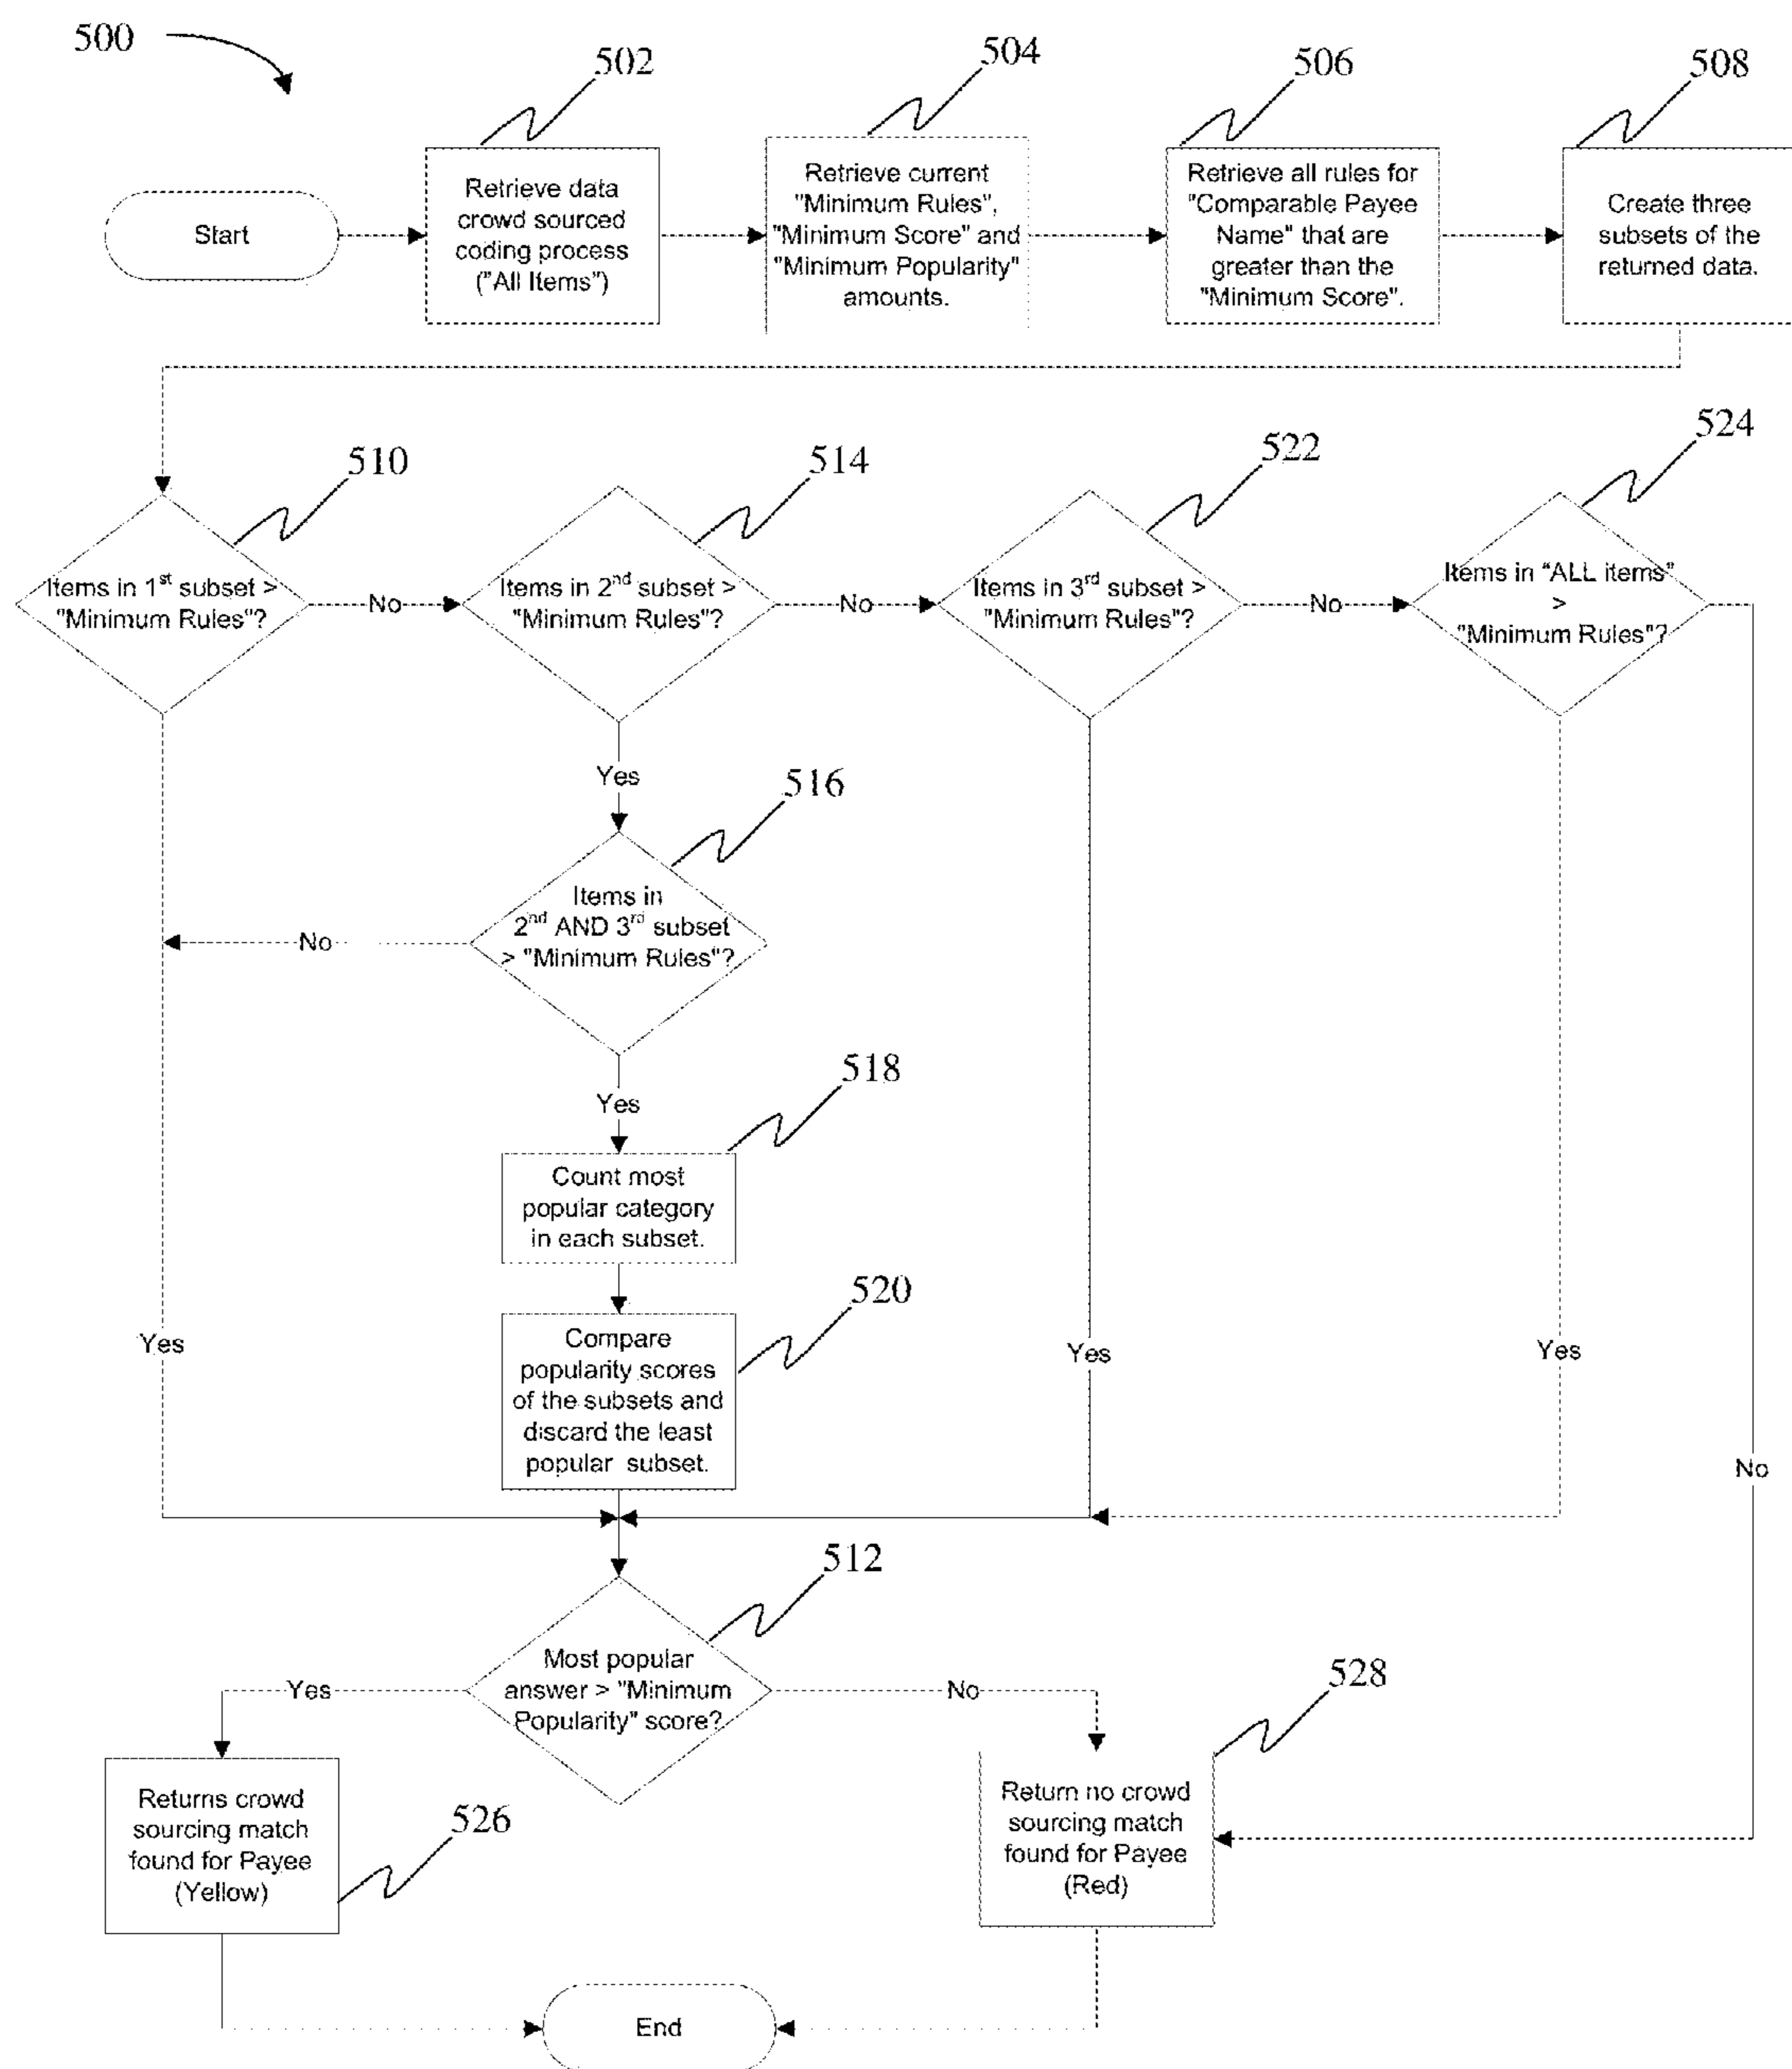 500
502
504
506
508
Start
Retrieve data
crowd sourced
coding process
("All Items")
Retrieve current
"Minimum Rules",
"Minimum Score" and
"Minimum Popularity"
amounts.
Retrieve all rules for
"Comparable Payee
Name" that are
greater than the
"Minimum Score".
Create three
subsets of the
returned data.
510
514
522
524
Items in 1st subset >
"Minimum Rules"?
No
Items in 2nd subset >
"Minimum Rules"?
No
Items in 3rd subset >
"Minimum Rules"?
No
Items in “ALL items”
>
"Minimum Rules"?
Yes
516
Items in
2nd AND 3rd subset
> "Minimum Rules"?
No
Yes
518
Count most
popular category
in each subset.
520
Compare
popularity scores
of the subsets and
discard the least
popular subset.
Yes
Yes
Yes
No
512
Most popular
answer > "Minimum
Popularity" score?
Yes
No
528
Returns crowd
sourcing match
found for Payee
(Yellow)
526
Return no crowd
sourcing match
found for Payee
(Red)
End